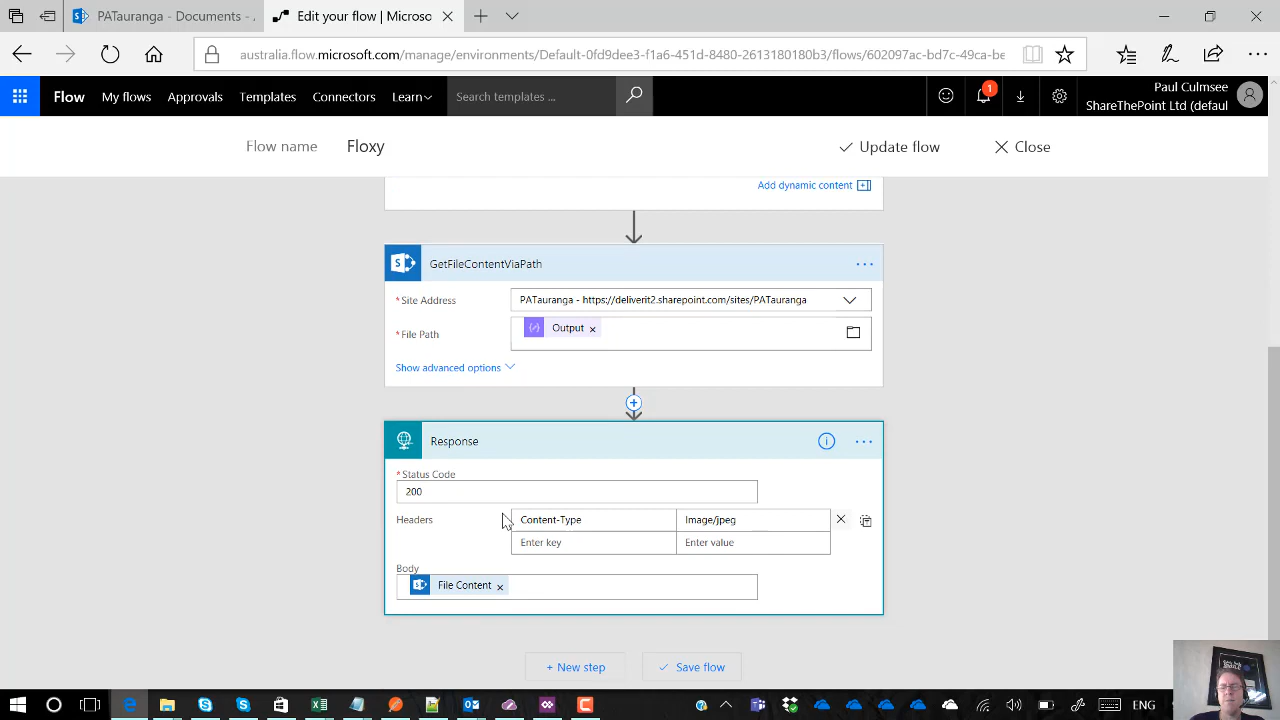 PATauranga - Documents - A
Edit your flow | Microso
australia.flow.microsoft.com/manage/environments/Default-0fd9dee3-f1a6-451d-8480-2613180180b3/flows/602097ac-bd7c-49ca-be
Flow My flows Approvals Templates Connectors Learn Search templates ... 1
Paul Culmsee
ShareThePoint Ltd (defaul
Flow name Floxy Update flow Close
Add dynamic content
GetFileContentViaPath
* Site Address PATauranga - https://deliverit2.sharepoint.com/sites/PATauranga
* File Path Output
Show advanced options
Response
* Status Code
200
Headers Content-Type Image/jpeg
Enter key Enter value
Body
File Content
+ New step Save flow
ENG